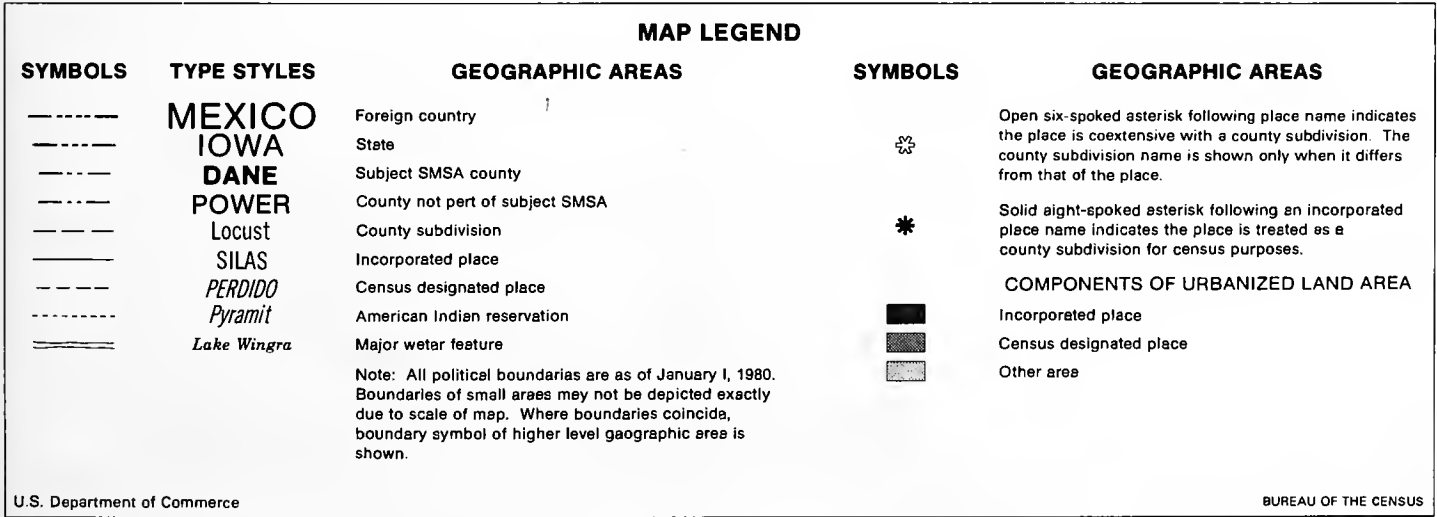 MAP LEGEND
SYMBOLS TYPE STYLES GEOGRAPHIC AREAS
MEXICO Foreign country
IOWA State
DANE Subject SMSA county
POWER County not part of subject SMSA
Locust County subdivision
SILAS Incorporated place
PERDIDO Census designated place
Pyramit American Indian reservation
Lake Wingra Major weter feature
Note: All political boundarias are as of January I, 1980.
Boundaries of small araes mey not be depicted exactly
due to scale of map. Where boundaries coincida,
boundary symbol of higher level gaographic area is
shown.
SYMBOLS GEOGRAPHIC AREAS
Open six-spoked asterisk following place name indicates
the place is coextensive with a county subdivision. The
county subdivision name is shown only when it differs
from that of the place.
Solid aight-spoked asterisk following an incorporated
place name indicates the place is treated as a
county subdivision for census purposes.
COMPONENTS OF URBANIZED LAND AREA
Incorporated place
Census designated place
Other area
U.S. Department of Commerce
BUREAU OF THE CENSUS